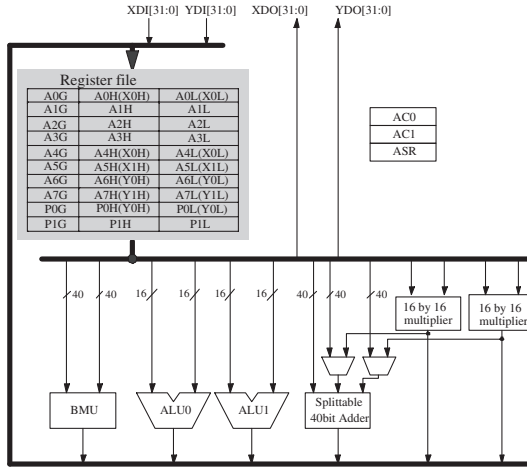 XDI[31:0] YDI[31:0] XDO[31:0] YDO[31:0]
Register file
A0G A0H(X0H) A0L(X0L)
A1G A1H A1L
A2G A2H A2L
A3G A3H A3L
A4G A4H(X0H) A4L(X0L)
A5G A5H(X1H) A5L(X1L)
A6G A6H(Y0H) A6L(Y0L)
A7G A7H(Y1H) A7L(Y1L)
P0G P0H(Y0H) P0L(Y0L)
P1G P1H P1L
AC0
AC1
ASR
40 40 16 16 16 16 40 40 40
16 by 16
multiplier
16 by 16
multiplier
BMU
ALU0
ALU1
Splittable
40bit Adder